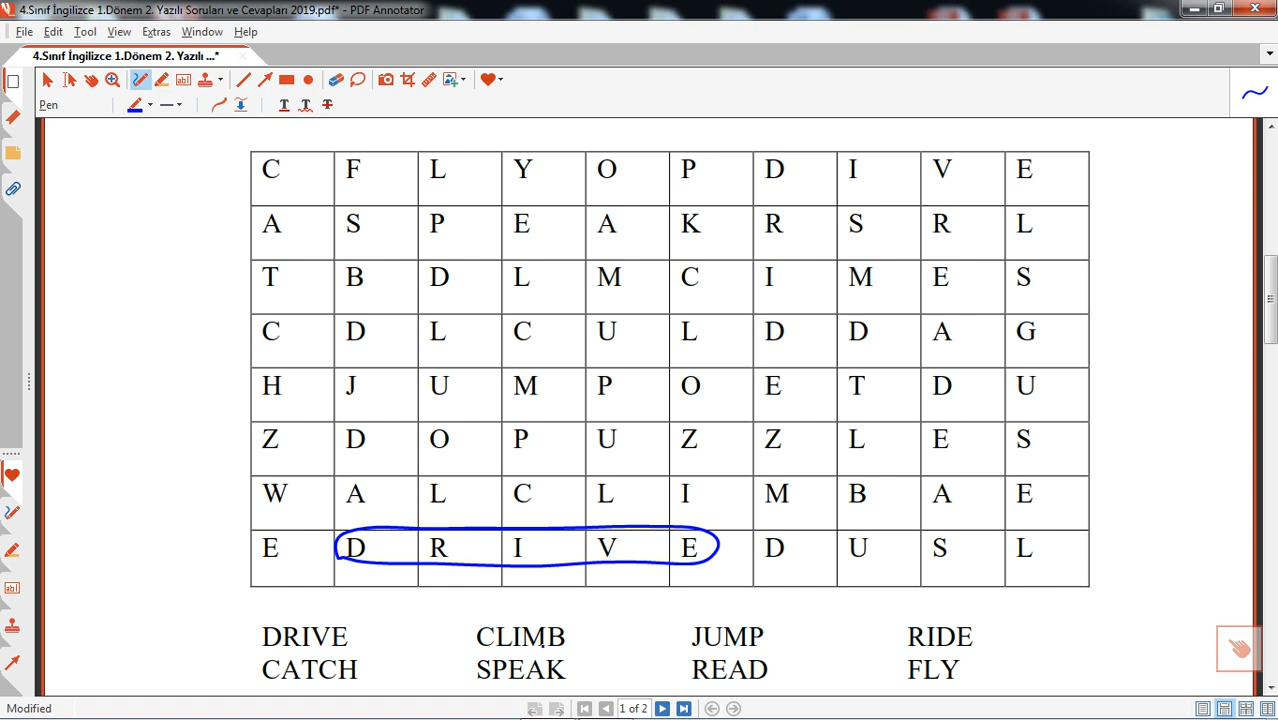 4.Sınıf İngilizce 1.Dönem 2. Yazılı Soruları ve Cevapları 2019.pdf* - PDF Annotator
File Edit Tool View Extras Window Help
4.Sınıf İngilizce 1.Dönem 2. Yazılı ...*
Pen
C F L Y O P D I V E
A S P E A K R S R L
T B D L M C I M E S
C D L C U L D D A G
H J U M P O E T D U
Z D O P U Z Z L E S
W A L C L I M B A E
E D R I V E D U S L
DRIVE CLIMB JUMP RIDE
CATCH SPEAK READ FLY
Modified 1 of 2